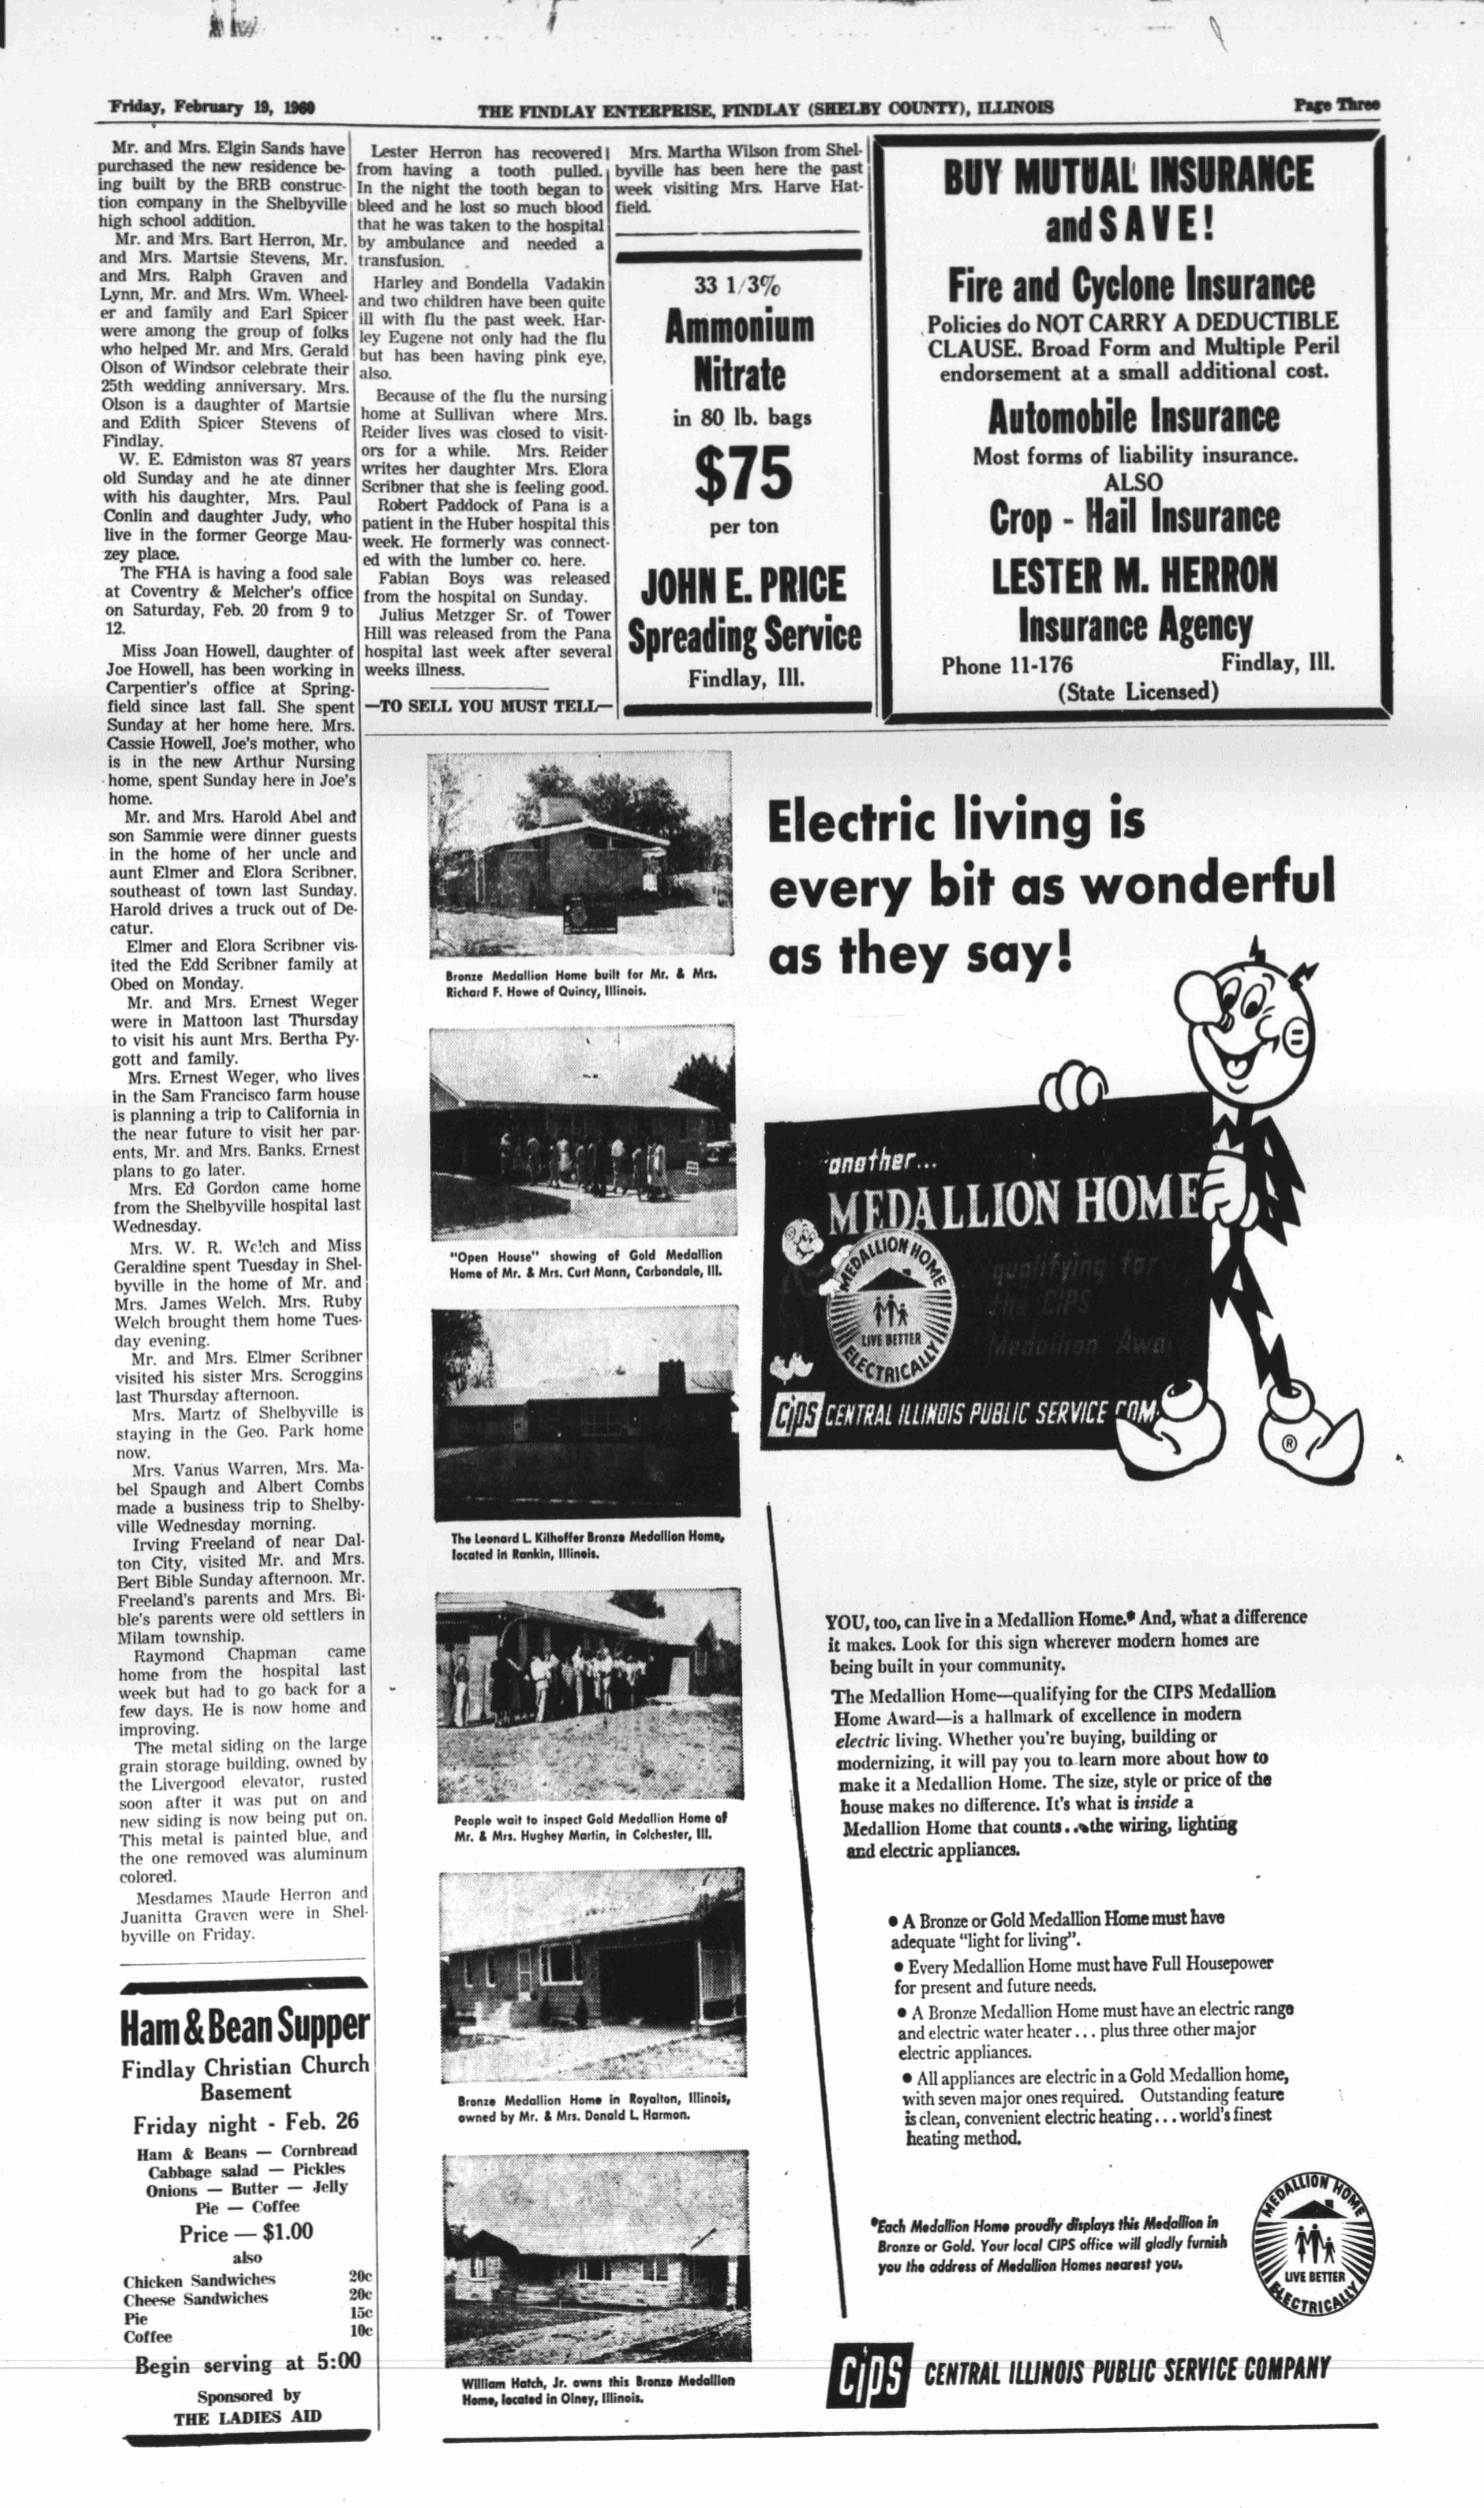 Friday, February 19, 1960
THE FINDLAY ENTERPRISE, FINDLAY (SHELBY COUNTY), ILLINOIS
Page Three
Mr. and Mrs. Elgin Sands have
purchased the new residence be-
ing built by the BRB construc-
tion company in the Shelbyville
high school addition.
Mr. and Mrs. Bart Herron, Mr.
and Mrs. Martsie Stevens, Mr.
and Mrs. Ralph Graven and
Lynn, Mr. and Mrs. Wm. Wheel-
er and family and Earl Spicer
were among the group of folks
who helped Mr. and Mrs. Gerald
Olson of Windsor celebrate their
25th wedding anniversary. Mrs.
Olson is a daughter of Martsie
and Edith Spicer Stevens of
Findlay.
W. E. Edmiston was 87 years
old Sunday and he ate dinner
with his daughter, Mrs. Paul
Conlin and daughter Judy, who
live in the former George Mau-
zey place.
The FHA is having a food sale
at Coventry & Melcher's office
on Saturday, Feb. 20 from 9 to
12.
Miss Joan Howell, daughter of
Joe Howell, has been working in
Carpentier's office at Spring-
field since last fall. She spent
Sunday at her home here. Mrs.
Cassie Howell, Joe's mother, who
is in the new Arthur Nursing
home, spent Sunday here in Joe's
home.
Mr. and Mrs. Harold Abel and
son Sammie were dinner guests
in the home of her uncle and
aunt Elmer and Elora Scribner,
southeast of town last Sunday.
Harold drives a truck out of De-
catur.
Elmer and Elora Scribner vis-
ited the Edd Scribner family at
Obed on Monday.
Mr. and Mrs. Ernest Weger
were in Mattoon last Thursday
to visit his aunt Mrs. Bertha Py-
gott and family.
Mrs. Ernest Weger, who lives
in the Sam Francisco farm house
is planning a trip to California in
the near future to visit her par-
ents, Mr. and Mrs. Banks. Ernest
plans to go later.
Mrs. Ed Gordon came home
from the Shelbyville hospital last
Wednesday.
Mrs. W. R. Welch and Miss
Geraldine spent Tuesday in Shel-
byville in the home of Mr. and
Mrs. James Welch. Mrs. Ruby
Welch brought them home Tues-
day evening.
Mr. and Mrs. Elmer Scribner
visited his sister Mrs. Scroggins
last Thursday afternoon.
Mrs. Martz of Shelbyville is
staying in the Geo. Park home
now.
Mrs. Vanus Warren, Mrs. Ma-
bel Spaugh and Albert Combs
made a business trip to Shelby-
ville Wednesday morning.
Irving Freeland of near Dal-
ton City, visited Mr. and Mrs.
Bert Bible Sunday afternoon. Mr.
Freeland's parents and Mrs. Bi-
ble's parents were old settlers in
Milam township.
Raymond Chapman came
home from the hospital last
week but had to go back for a
few days. He is now home and
improving.
The metal siding on the large
grain storage building, owned by
the Livergood elevator, rusted
soon after it was put on and
new siding is now being put on.
This metal is painted blue, and
the one removed was aluminum
colored.
Mesdames Maude Herron and
Juanitta Graven were in Shel-
byville on Friday.
Ham & Bean Supper
Findlay Christian Church
Basement
Friday night - Feb. 26
Ham & Beans — Cornbread
Cabbage salad — Pickles
Onions — Butter — Jelly
Pie — Coffee
Price — $1.00
also
Chicken Sandwiches 20c
Cheese Sandwiches 20c
Pie 15c
Coffee 10c
Begin serving at 5:00
Sponsored by
THE LADIES AID
Lester Herron has recovered
from having a tooth pulled.
In the night the tooth began to
bleed and he lost so much blood
that he was taken to the hospital
by ambulance and needed a
transfusion.
Harley and Bondella Vadakin
and two children have been quite
ill with flu the past week. Har-
ley Eugene not only had the flu
but has been having pink eye,
also.
Because of the flu the nursing
home at Sullivan where Mrs.
Reider lives was closed to visit-
ors for a while. Mrs. Reider
writes her daughter Mrs. Elora
Scribner that she is feeling good.
Robert Paddock of Pana is a
patient in the Huber hospital this
week. He formerly was connect-
ed with the lumber co. here.
Fabian Boys was released
from the hospital on Sunday.
Julius Metzger Sr. of Tower
Hill was released from the Pana
hospital last week after several
weeks illness.
—TO SELL YOU MUST TELL—
Mrs. Martha Wilson from Shel-
byville has been here the past
week visiting Mrs. Harve Hat-
field.
33 1/3%
Ammonium
Nitrate
in 80 lb. bags
$75
per ton
JOHN E. PRICE
Spreading Service
Findlay, Ill.
BUY MUTUAL INSURANCE
and SAVE!
Fire and Cyclone Insurance
Policies do NOT CARRY A DEDUCTIBLE
CLAUSE. Broad Form and Multiple Peril
endorsement at a small additional cost.
Automobile Insurance
Most forms of liability insurance.
ALSO
Crop - Hail Insurance
LESTER M. HERRON
Insurance Agency
Phone 11-176 Findlay, Ill.
(State Licensed)
Bronze Medallion Home built for Mr. & Mrs.
Richard F. Howe of Quincy, Illinois.
"Open House" showing of Gold Medallion
Home of Mr. & Mrs. Curt Mann, Carbondale, Ill.
The Leonard L. Kilhoffer Bronze Medallion Home,
located in Rankin, Illinois.
People wait to inspect Gold Medallion Home of
Mr. & Mrs. Hughey Martin, in Colchester, Ill.
Bronze Medallion Home in Royalton, Illinois,
owned by Mr. & Mrs. Donald L. Harmon.
William Hatch, Jr. owns this Bronze Medallion
Home, located in Olney, Illinois.
Electric living is
every bit as wonderful
as they say!
another...
MEDALLION HOME
qualifying for
the CIPS
Medallion Awa
MEDALLION HOME
LIVE BETTER
ELECTRICALLY
CIPS CENTRAL ILLINOIS PUBLIC SERVICE COM
®
YOU, too, can live in a Medallion Home.* And, what a difference
it makes. Look for this sign wherever modern homes are
being built in your community.
The Medallion Home—qualifying for the CIPS Medallion
Home Award—is a hallmark of excellence in modern
electric living. Whether you're buying, building or
modernizing, it will pay you to learn more about how to
make it a Medallion Home. The size, style or price of the
house makes no difference. It's what is inside a
Medallion Home that counts...the wiring, lighting
and electric appliances.
• A Bronze or Gold Medallion Home must have
adequate "light for living".
• Every Medallion Home must have Full Housepower
for present and future needs.
• A Bronze Medallion Home must have an electric range
and electric water heater... plus three other major
electric appliances.
• All appliances are electric in a Gold Medallion home,
with seven major ones required. Outstanding feature
is clean, convenient electric heating...world's finest
heating method.
*Each Medallion Home proudly displays this Medallion in
Bronze or Gold. Your local CIPS office will gladly furnish
you the address of Medallion Homes nearest you.
MEDALLION HOME
LIVE BETTER
ELECTRICALLY
CIPS CENTRAL ILLINOIS PUBLIC SERVICE COMPANY